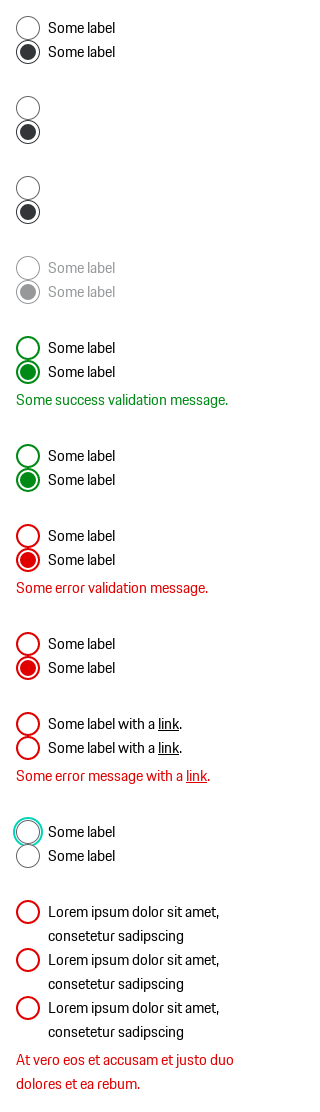 Some label
Some label
Some label
Some label
Some label
Some label
Some success validation message.
Some label
Some label
Some label
Some label
Some error validation message.
Some label
Some label
Some label with a link.
Some label with a link.
Some error message with a link.
Some label
Some label
Lorem ipsum dolor sit amet,
consetetur sadipscing
Lorem ipsum dolor sit amet,
consetetur sadipscing
Lorem ipsum dolor sit amet,
consetetur sadipscing
At vero eos et accusam et justo duo
dolores et ea rebum.